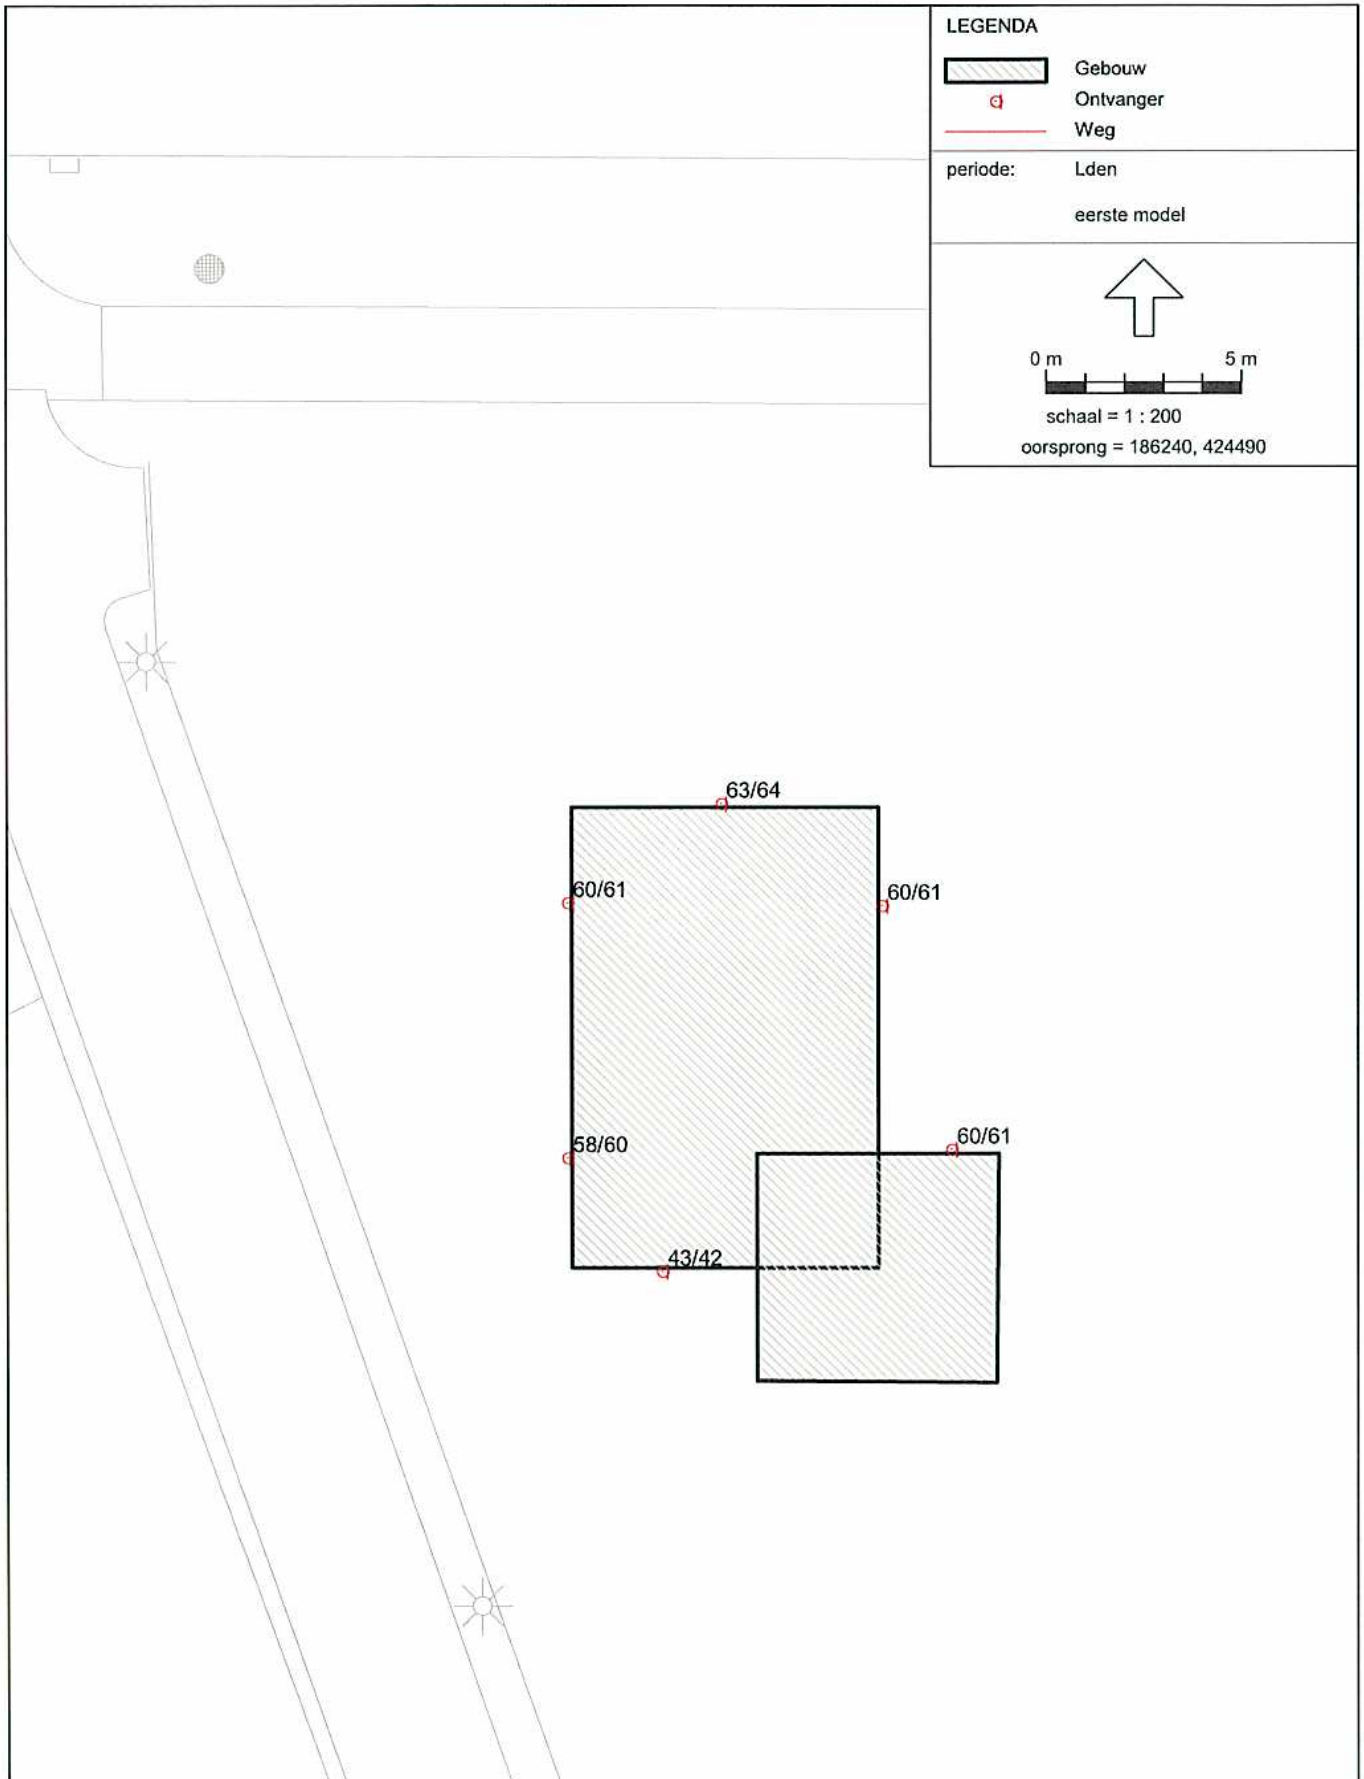 LEGENDA
Gebouw
Ontvanger
Weg
periode: Lden
eerste model
0 m 5 m
schaal = 1 : 200
oorsprong = 186240, 424490
63/64
60/61 60/61
58/60 60/61
43/42